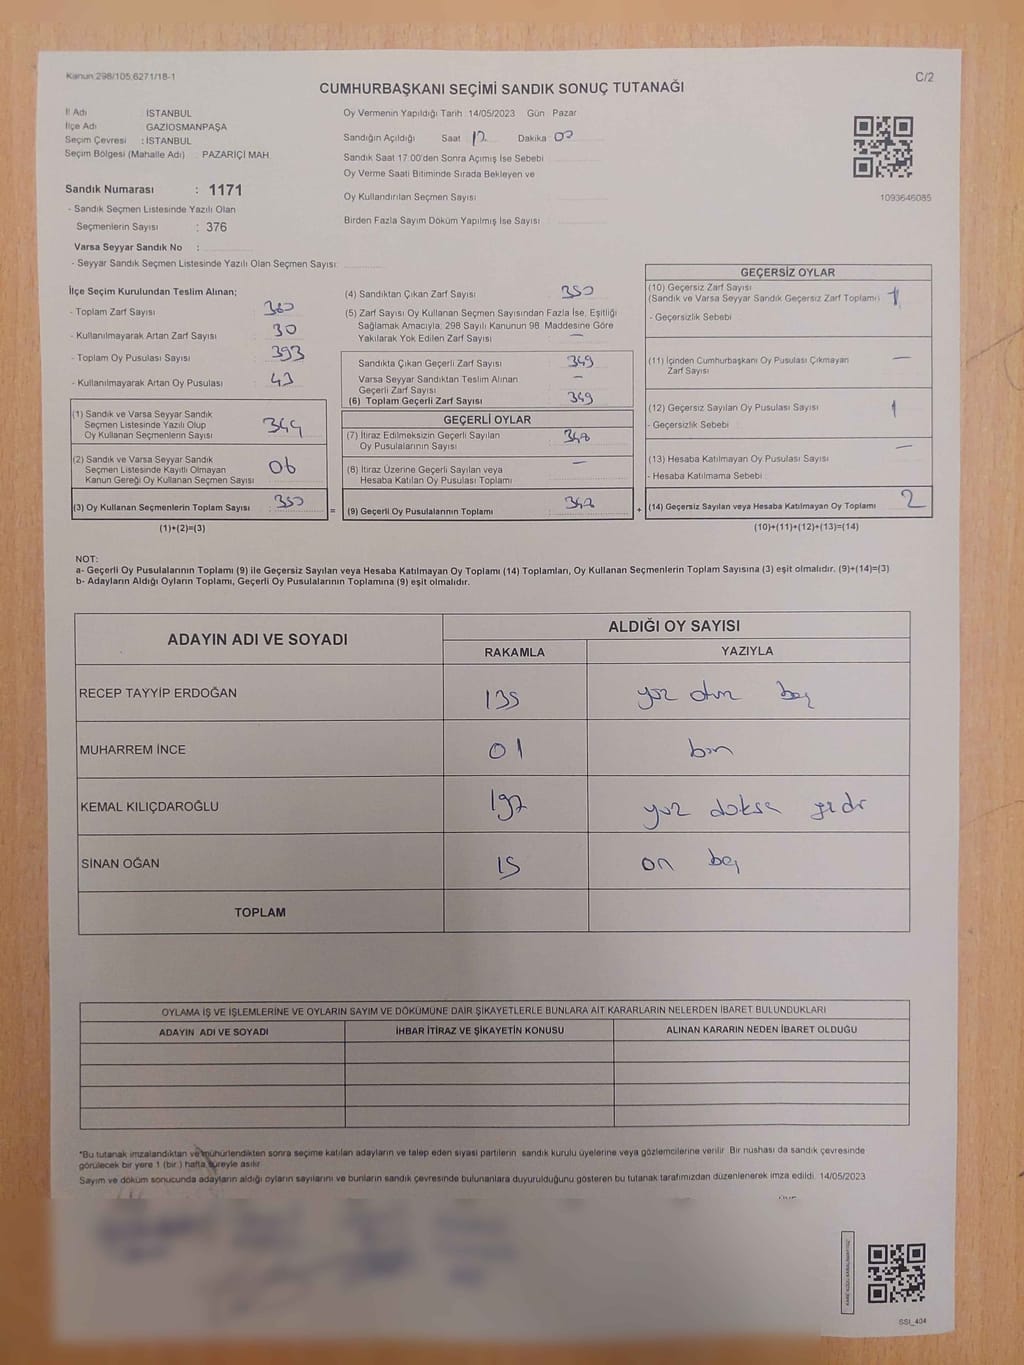 Kanun 298/105,6271/18-1
C/2
CUMHURBAŞKANI SEÇİMİ SANDIK SONUÇ TUTANAĞI
İl Adı : İSTANBUL
İlçe Adı : GAZİOSMANPAŞA
Seçim Çevresi : İSTANBUL
Seçim Bölgesi (Mahalle Adı) : PAZARİÇİ MAH.
Oy Vermenin Yapıldığı Tarih :14/05/2023 Gün Pazar
Sandığın Açıldığı Saat : 17 Dakika : 00
Sandık Saat 17:00'den Sonra Açımış İse Sebebi
Oy Verme Saati Bitiminde Sırada Bekleyen ve
Oy Kullandırılan Seçmen Sayısı
Birden Fazla Sayım Döküm Yapılmış İse Sayısı
1093646085
Sandık Numarası : 1171
- Sandık Seçmen Listesinde Yazılı Olan
Seçmenlerin Sayısı : 376
Varsa Seyyar Sandık No :
- Seyyar Sandık Seçmen Listesinde Yazılı Olan Seçmen Sayısı:
İlçe Seçim Kurulundan Teslim Alınan;
- Toplam Zarf Sayısı : 380
- Kullanılmayarak Artan Zarf Sayısı : 30
- Toplam Oy Pusulası Sayısı : 393
- Kullanılmayarak Artan Oy Pusulası : 43
(1) Sandık ve Varsa Seyyar Sandık
Seçmen Listesinde Yazılı Olup
Oy Kullanan Seçmenlerin Sayısı 344
(2) Sandık ve Varsa Seyyar Sandık
Seçmen Listesinde Kayıtlı Olmayan
Kanun Gereği Oy Kullanan Seçmen Sayısı 06
(3) Oy Kullanan Seçmenlerin Toplam Sayısı : 350
(1)+(2)=(3)
=
(4) Sandıktan Çıkan Zarf Sayısı : 350
(5) Zarf Sayısı Oy Kullanan Seçmen Sayısından Fazla İse, Eşitliği
Sağlamak Amacıyla, 298 Sayılı Kanunun 98. Maddesine Göre
Yakılarak Yok Edilen Zarf Sayısı : —
Sandıkta Çıkan Geçerli Zarf Sayısı : 349
Varsa Seyyar Sandıktan Teslim Alınan
Geçerli Zarf Sayısı : —
(6) Toplam Geçerli Zarf Sayısı : 349
GEÇERLİ OYLAR
(7) İtiraz Edilmeksizin Geçerli Sayılan
Oy Pusulalarının Sayısı : 348
(8) İtiraz Üzerine Geçerli Sayılan veya
Hesaba Katılan Oy Pusulası Toplamı : —
(9) Geçerli Oy Pusulalarının Toplamı : 348
+
GEÇERSİZ OYLAR
(10) Geçersiz Zarf Sayısı
(Sandık ve Varsa Seyyar Sandık Geçersiz Zarf Toplamı) : 1
- Geçersizlik Sebebi :
(11) İçinden Cumhurbaşkanı Oy Pusulası Çıkmayan
Zarf Sayısı : —
(12) Geçersiz Sayılan Oy Pusulası Sayısı : 1
- Geçersizlik Sebebi :
(13) Hesaba Katılmayan Oy Pusulası Sayısı : —
- Hesaba Katılmama Sebebi :
(14) Geçersiz Sayılan veya Hesaba Katılmayan Oy Toplamı : 2
(10)+(11)+(12)+(13)=(14)
NOT:
a- Geçerli Oy Pusulalarının Toplamı (9) ile Geçersiz Sayılan veya Hesaba Katılmayan Oy Toplamı (14) Toplamları, Oy Kullanan Seçmenlerin Toplam Sayısına (3) eşit olmalıdır. (9)+(14)=(3)
b- Adayların Aldığı Oyların Toplamı, Geçerli Oy Pusulalarının Toplamına (9) eşit olmalıdır.
ADAYIN ADI VE SOYADI
ALDIĞI OY SAYISI
RAKAMLA
YAZIYLA
RECEP TAYYİP ERDOĞAN 135 yüz otuz beş
MUHARREM İNCE 01 bir
KEMAL KILIÇDAROĞLU 197 yüz doksan yedi
SİNAN OĞAN 15 on beş
TOPLAM
OYLAMA İŞ VE İŞLEMLERİNE VE OYLARIN SAYIM VE DÖKÜMÜNE DAİR ŞİKAYETLERLE BUNLARA AİT KARARLARIN NELERDEN İBARET BULUNDUKLARI
ADAYIN ADI VE SOYADI
İHBAR İTİRAZ VE ŞİKAYETİN KONUSU
ALINAN KARARIN NEDEN İBARET OLDUĞU
*Bu tutanak imzalandıktan ve mühürlendikten sonra seçime katılan adayların ve talep eden siyasi partilerin sandık kurulu üyelerine veya gözlemcilerine verilir. Bir nüshası da sandık çevresinde
görülecek bir yere 1 (bir ) hafta süreyle asılır.
Sayım ve döküm sonucunda adayların aldığı oyların sayılarını ve bunların sandık çevresinde bulunanlara duyurulduğunu gösteren bu tutanak tarafımızdan düzenlenerek imza edildi. 14/05/2023
SSİ_404